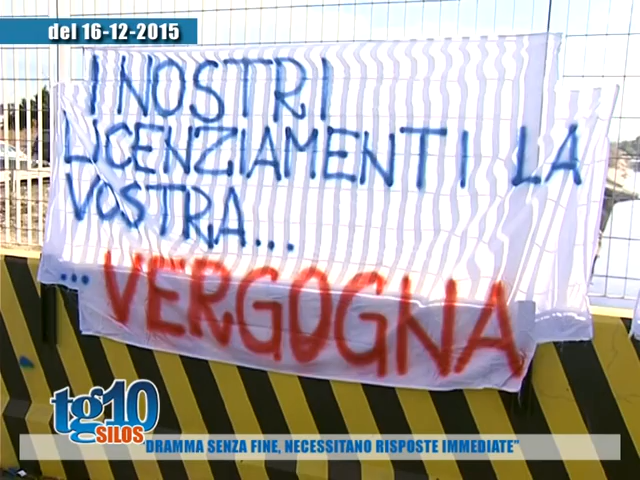 del 16-12-2015
I NOSTRI
LICENZIAMENTI LA
VOSTRA...
...VERGOGNA
tg10
SILOS
"DRAMMA SENZA FINE, NECESSITANO RISPOSTE IMMEDIATE"